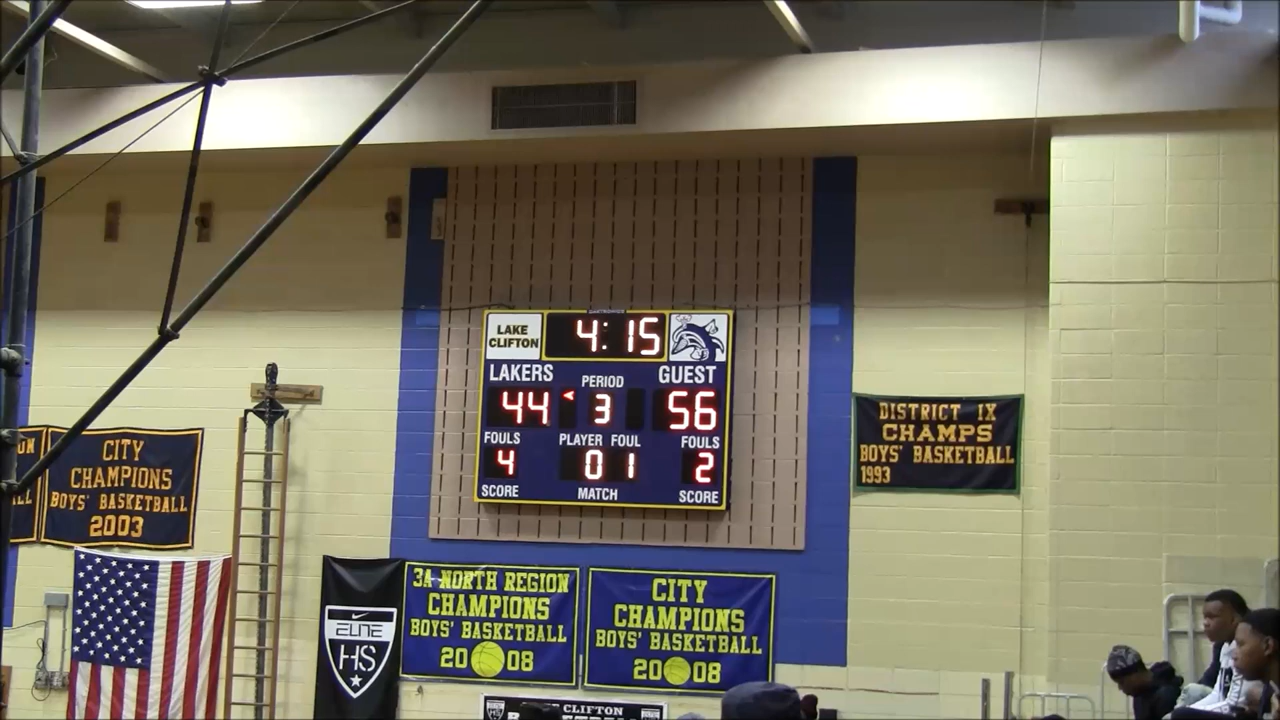 LAKE
CLIFTON
4:15
LAKERS
PERIOD
GUEST
44
3
56
FOULS
PLAYER FOUL
FOULS
4
01
2
SCORE
MATCH
SCORE
DISTRICT IX
CHAMPS
BOYS' BASKETBALL
1993
CITY
CHAMPIONS
BOYS' BASKETBALL
2003
ELITE
HS
3A NORTH REGION
CHAMPIONS
BOYS' BASKETBALL
2008
CITY
CHAMPIONS
BOYS' BASKETBALL
2008
CLIFTON